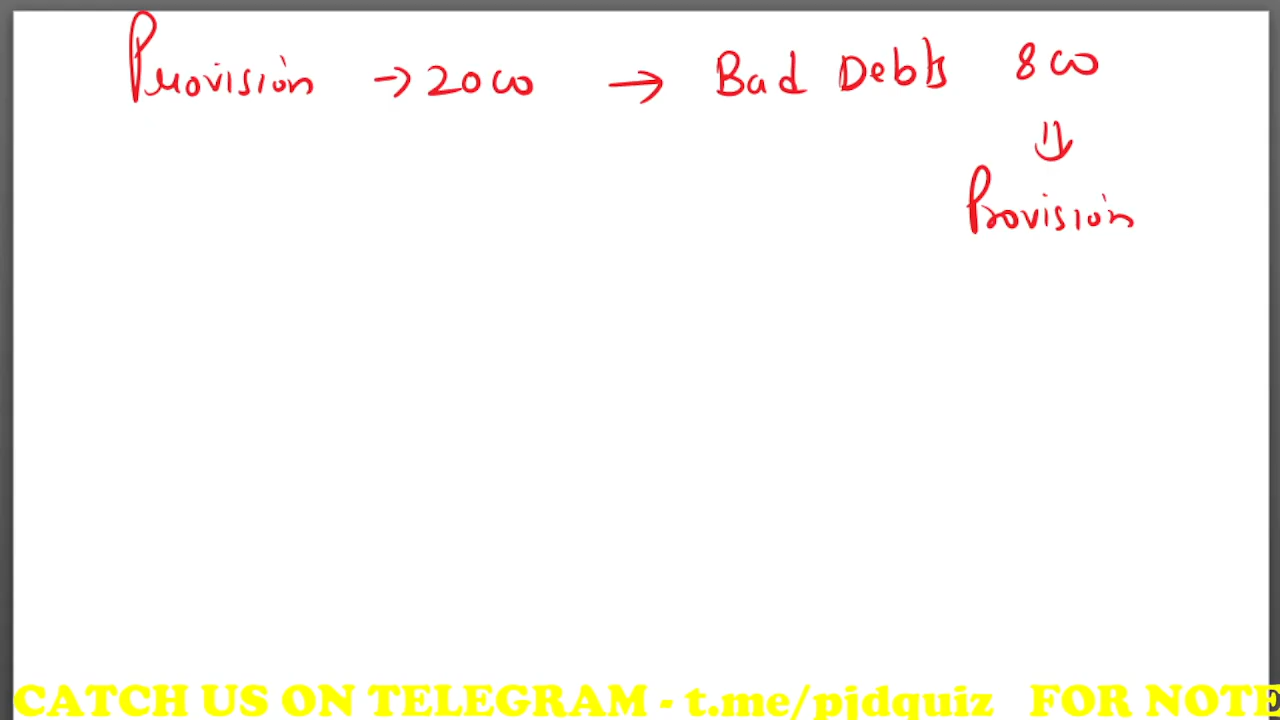 Provision → 2000 → Bad Debts 800
⇓
Provision
CATCH US ON TELEGRAM - t.me/pjdquiz FOR NOTE